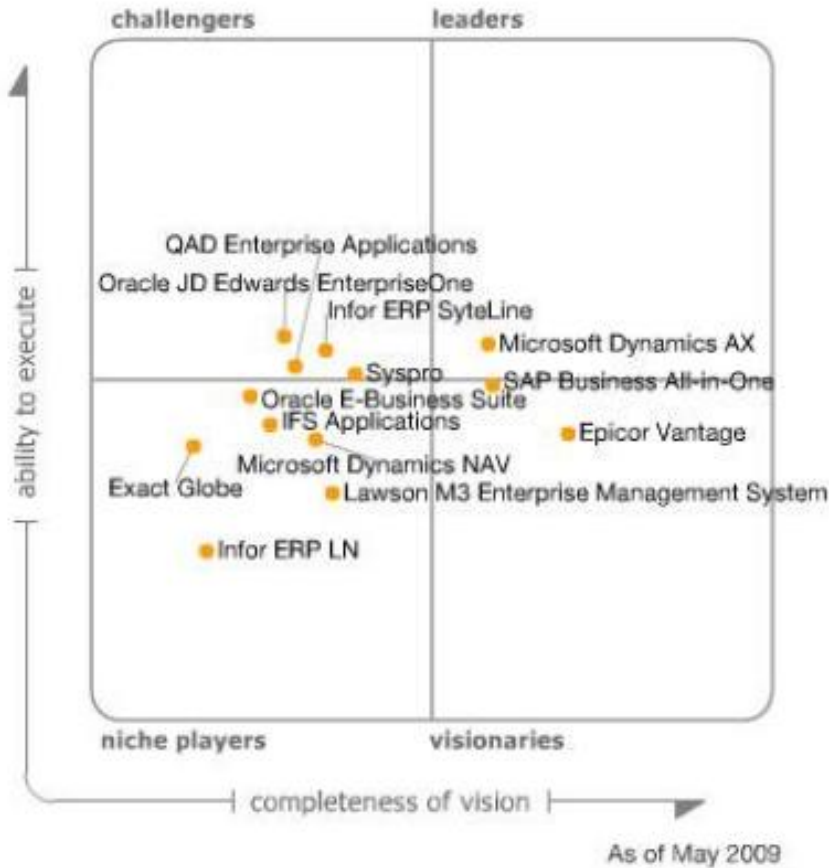 challengers
leaders
QAD Enterprise Applications
Oracle JD Edwards EnterpriseOne
Infor ERP SyteLine
Microsoft Dynamics AX
Syspro
SAP Business All-in-One
Oracle E-Business Suite
IFS Applications
Epicor Vantage
Microsoft Dynamics NAV
Exact Globe
Lawson M3 Enterprise Management System
Infor ERP LN
ability to execute
niche players
visionaries
completeness of vision
As of May 2009